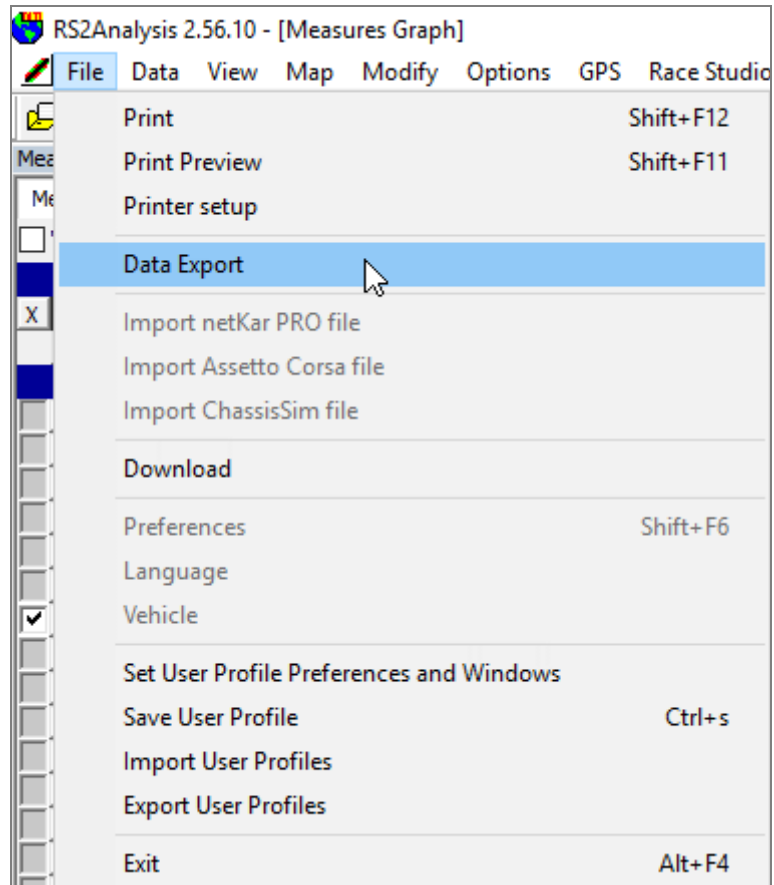 RS2Analysis 2.56.10 - [Measures Graph]
File Data View Map Modify Options GPS Race Studio
Print Shift+F12
Mea
Print Preview Shift+F11
Me
Printer setup
Data Export
X
Import netKar PRO file
Import Assetto Corsa file
Import ChassisSim file
Download
Preferences Shift+F6
Language
Vehicle
Set User Profile Preferences and Windows
Save User Profile Ctrl+s
Import User Profiles
Export User Profiles
Exit Alt+F4